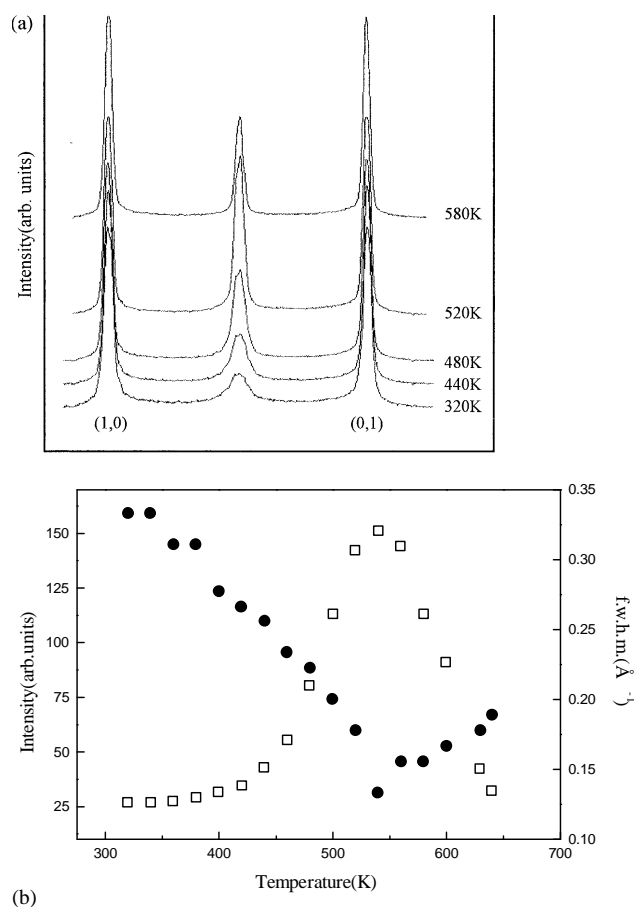 (a)
Intensity(arb. units)
580K
520K
480K
440K
320K
(1,0) (0,1)
0.35
150 0.30
125
0.25
100
75 0.20
50
0.15
25
0.10
300 400 500 600 700
Intensity(arb.units)
f.w.h.m.(Å⁻¹)
Temperature(K)
(b)